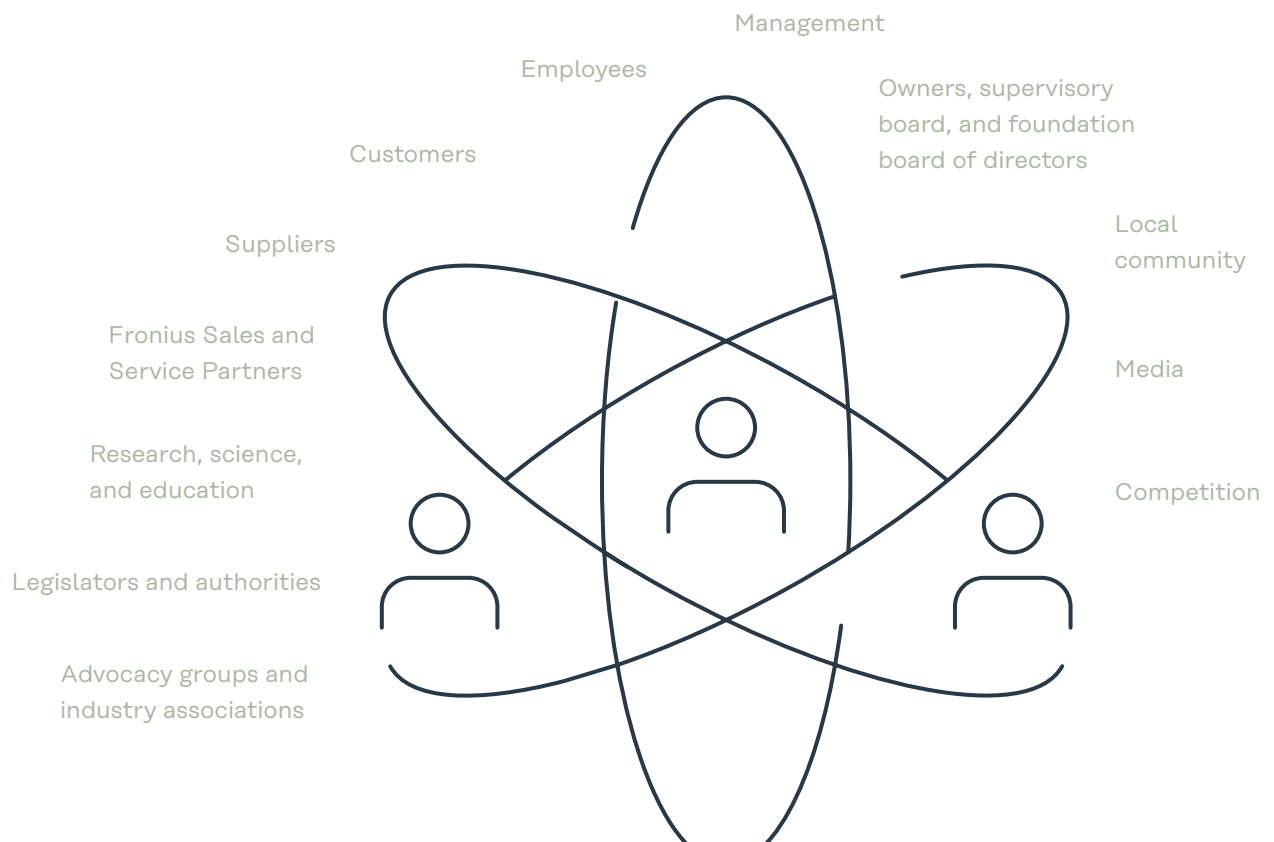 Management
Employees
Owners, supervisory
board, and foundation
board of directors
Customers
Local
community
Suppliers
Fronius Sales and
Service Partners
Media
Research, science,
and education
Competition
Legislators and authorities
Advocacy groups and
industry associations